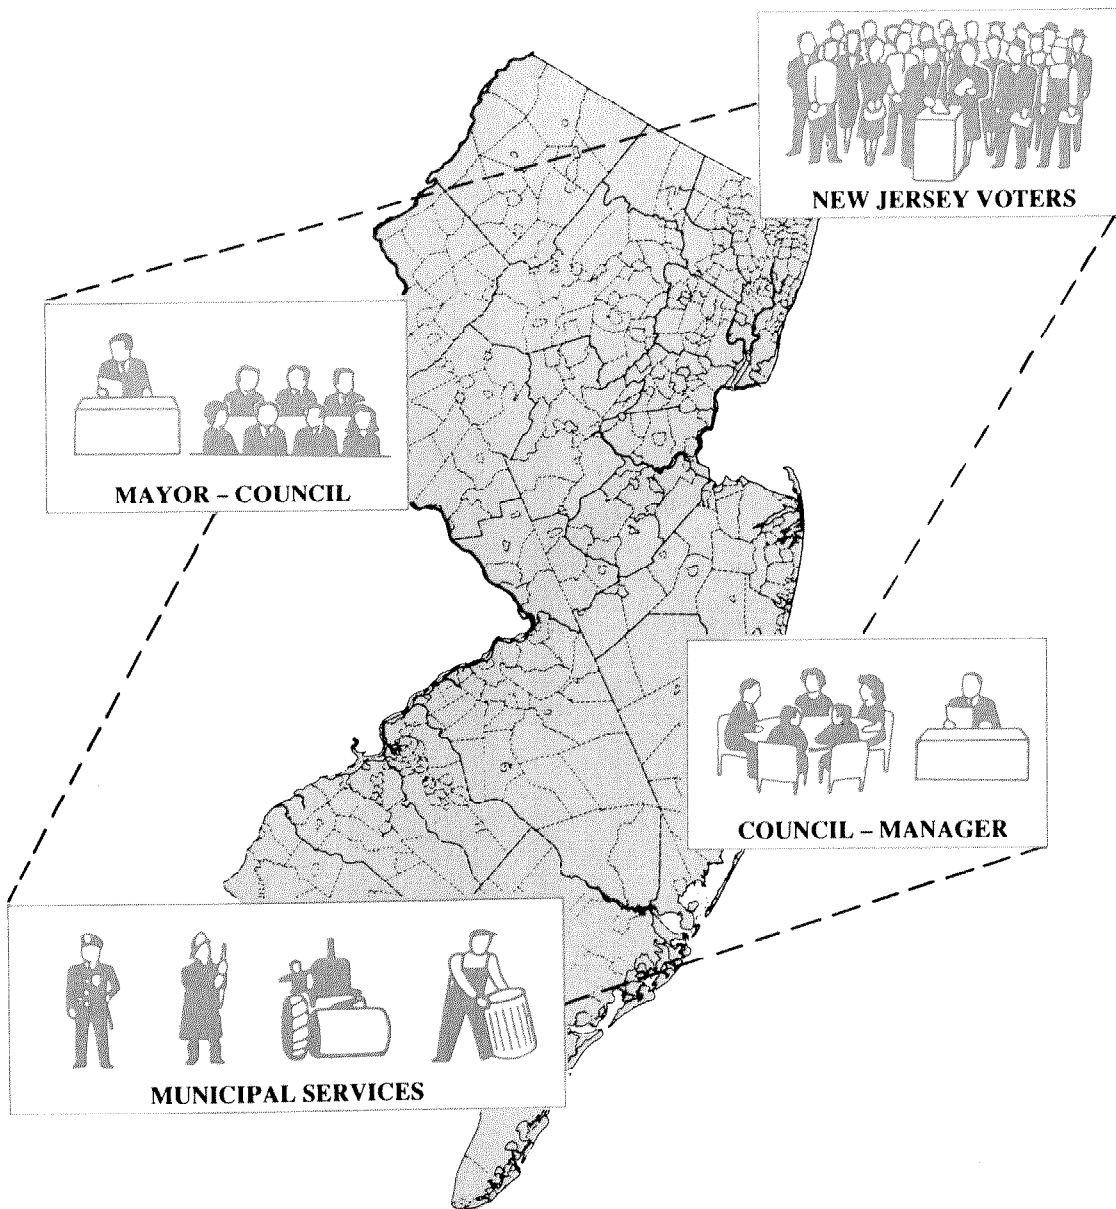 NEW JERSEY VOTERS
MAYOR – COUNCIL
COUNCIL – MANAGER
MUNICIPAL SERVICES